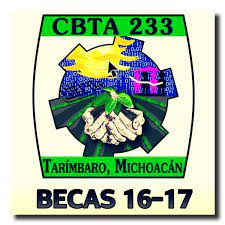 CBTA 233
TARÍMBARO, MICHOACÁN
BECAS 16-17